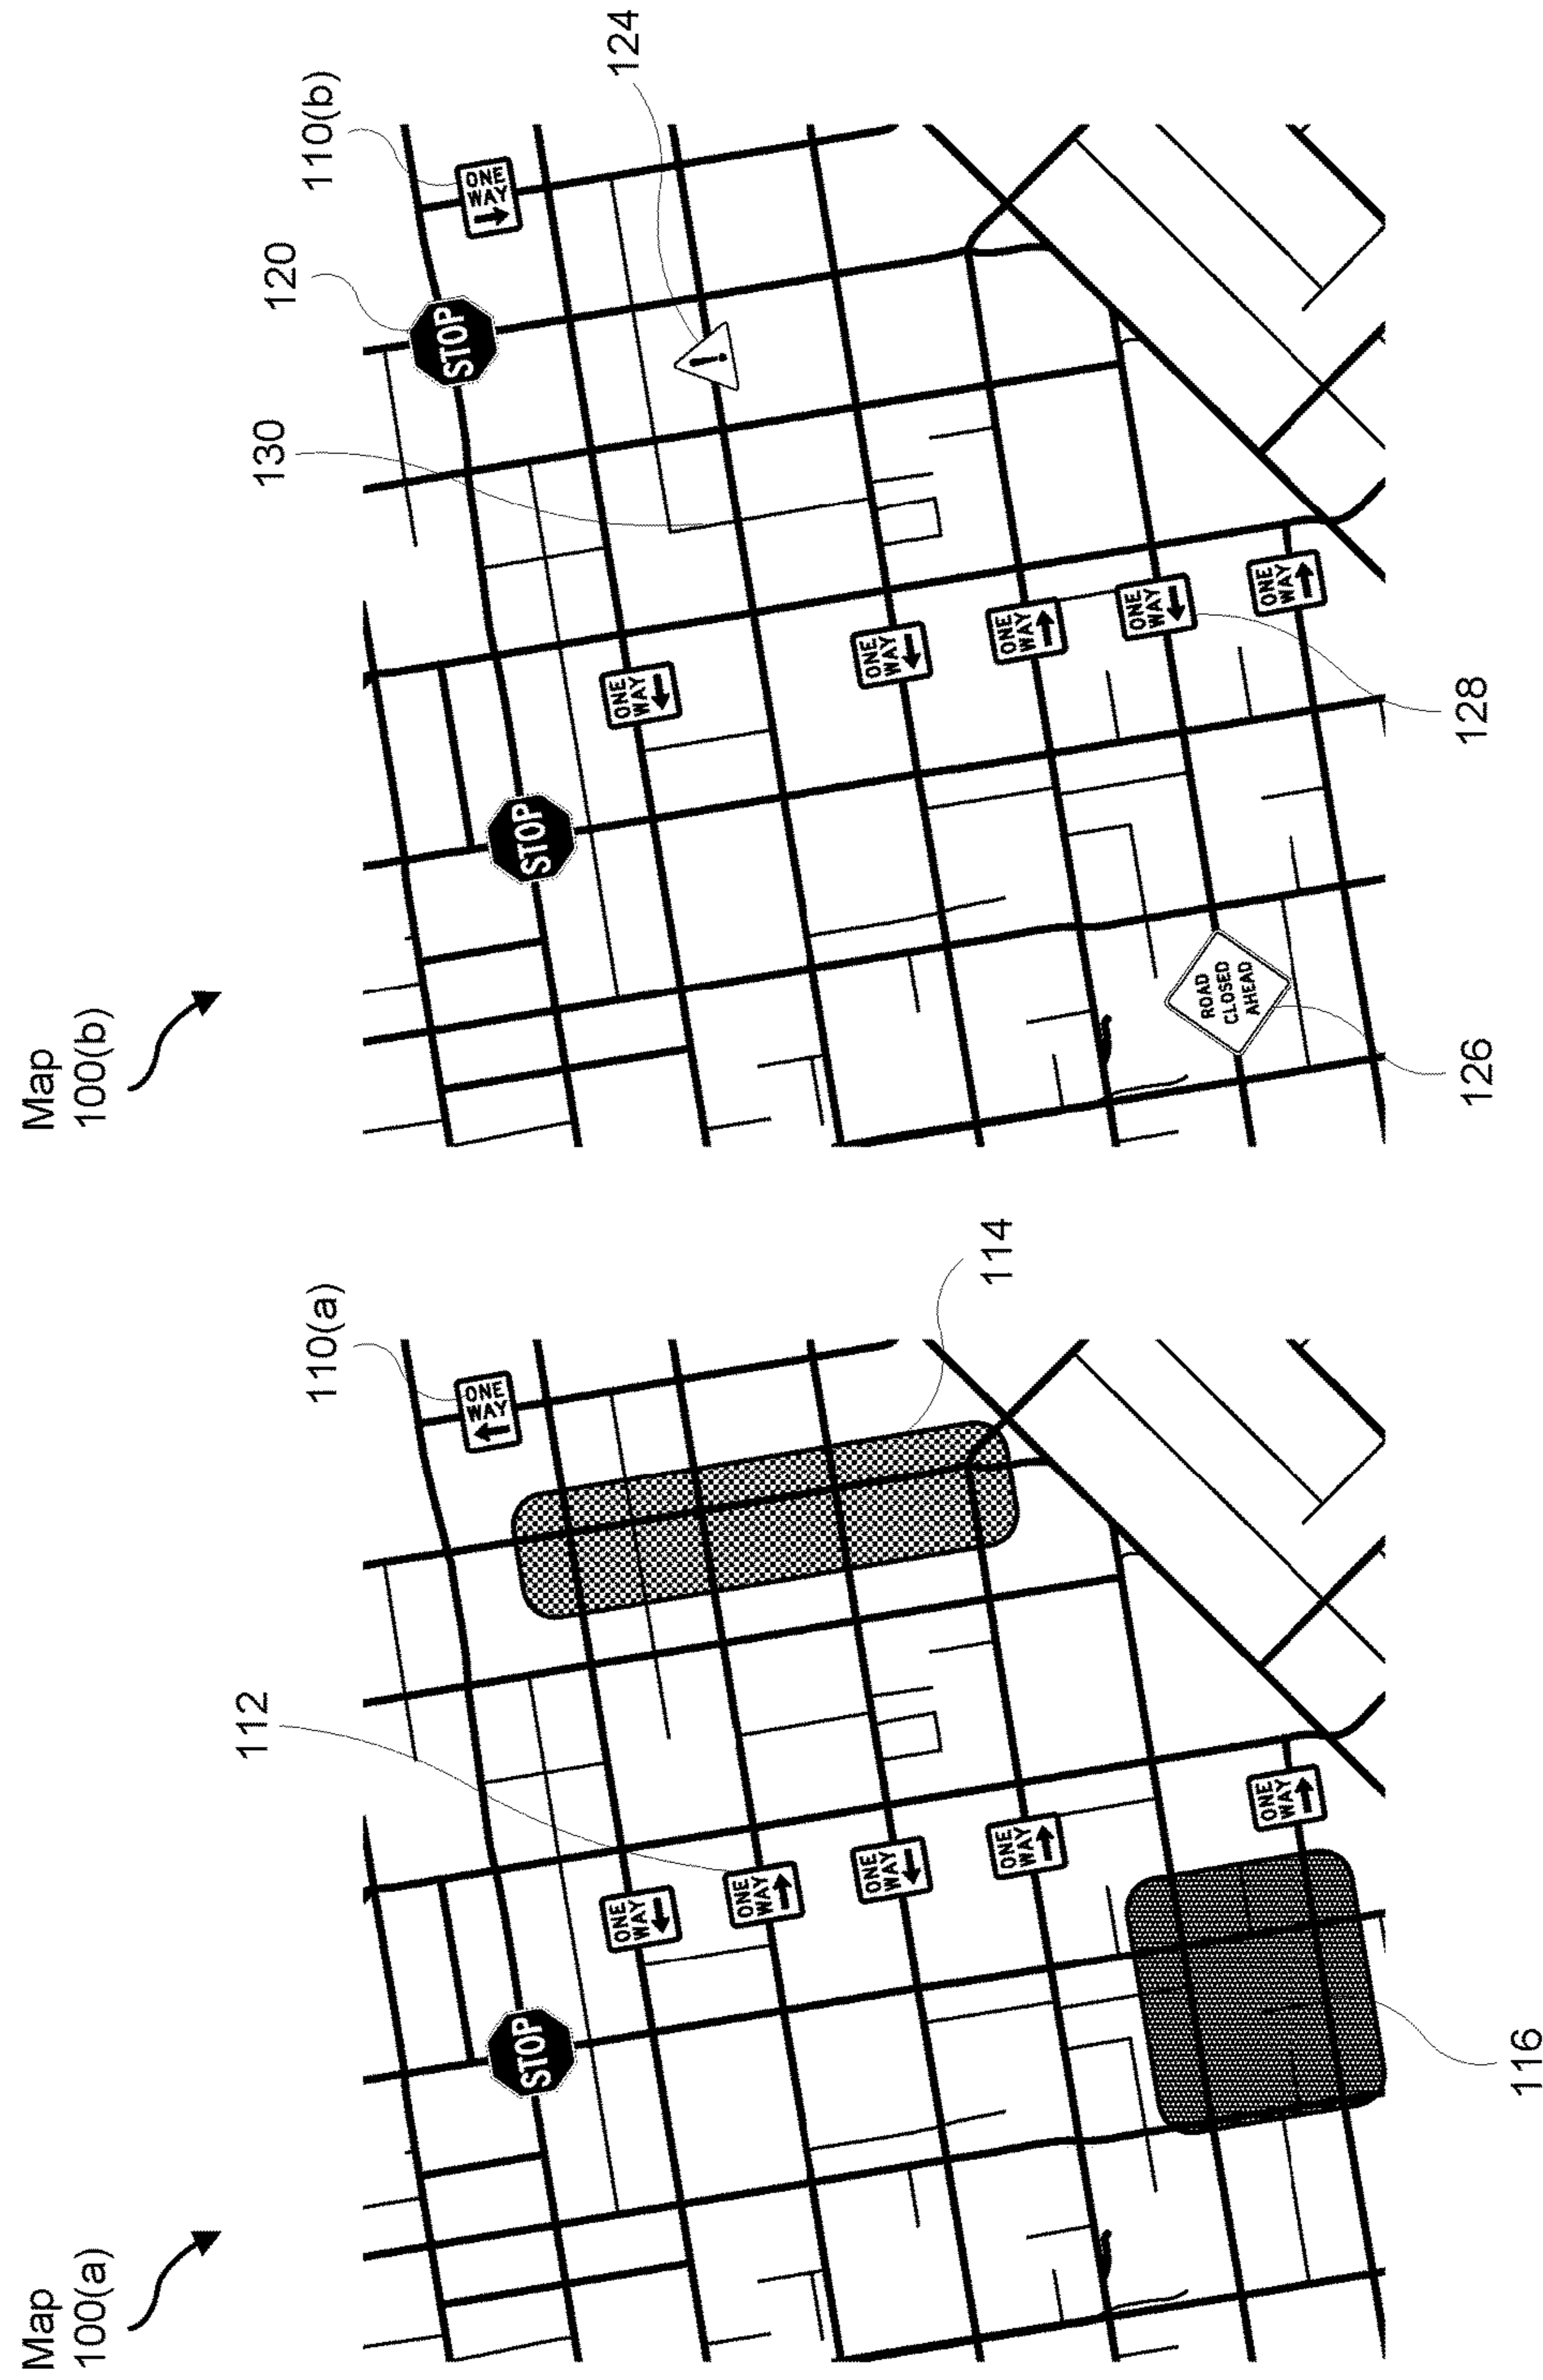 Map
100(a)
110(a)
112
114
116
ONE
WAY
STOP
ONE
WAY
ONE
WAY
ONE
WAY
ONE
WAY
ONE
WAY
Map
100(b)
110(b)
120
124
130
128
126
ONE
WAY
STOP
!
STOP
ONE
WAY
ONE
WAY
ONE
WAY
ONE
WAY
ONE
WAY
ROAD
CLOSED
AHEAD